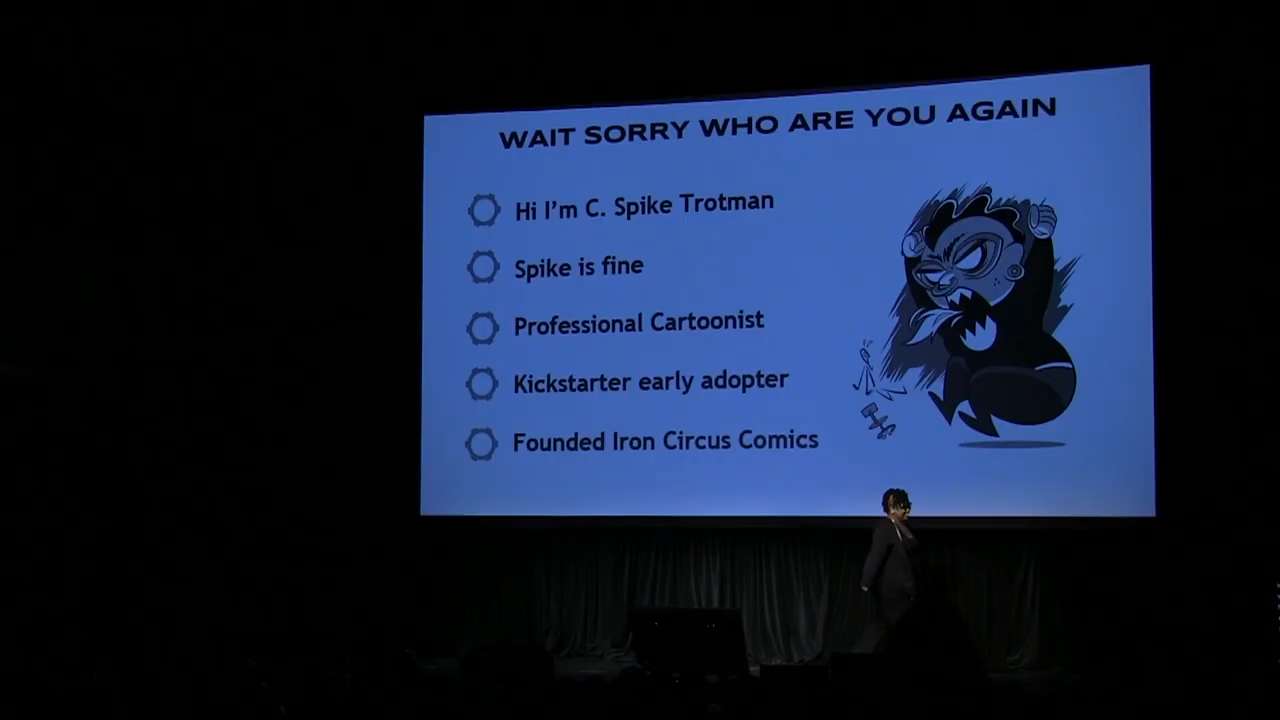 WAIT SORRY WHO ARE YOU AGAIN
Hi I'm C. Spike Trotman
Spike is fine
Professional Cartoonist
Kickstarter early adopter
Founded Iron Circus Comics